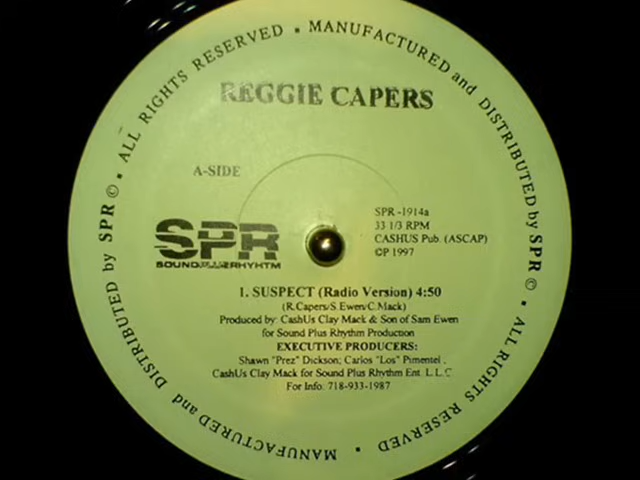 MANUFACTURED and DISTRIBUTED by SPR © • ALL RIGHTS RESERVED • MANUFACTURED and DISTRIBUTED by SPR © • ALL RIGHTS RESERVED •
REGGIE CAPERS
A-SIDE
SPR
SOUND PLUS RHYHTM
SPR -1914a
33 1/3 RPM
CASHUS Pub. (ASCAP)
©P 1997
1. SUSPECT (Radio Version) 4:50
(R.Capers/S.Ewen/C.Mack)
Produced by: CashUs Clay Mack & Son of Sam Ewen
for Sound Plus Rhythm Production
EXECUTIVE PRODUCERS:
Shawn "Prez" Dickson; Carlos "Los" Pimentel ,
CashUs Clay Mack for Sound Plus Rhythm Ent. L.L.C
For Info: 718-933-1987